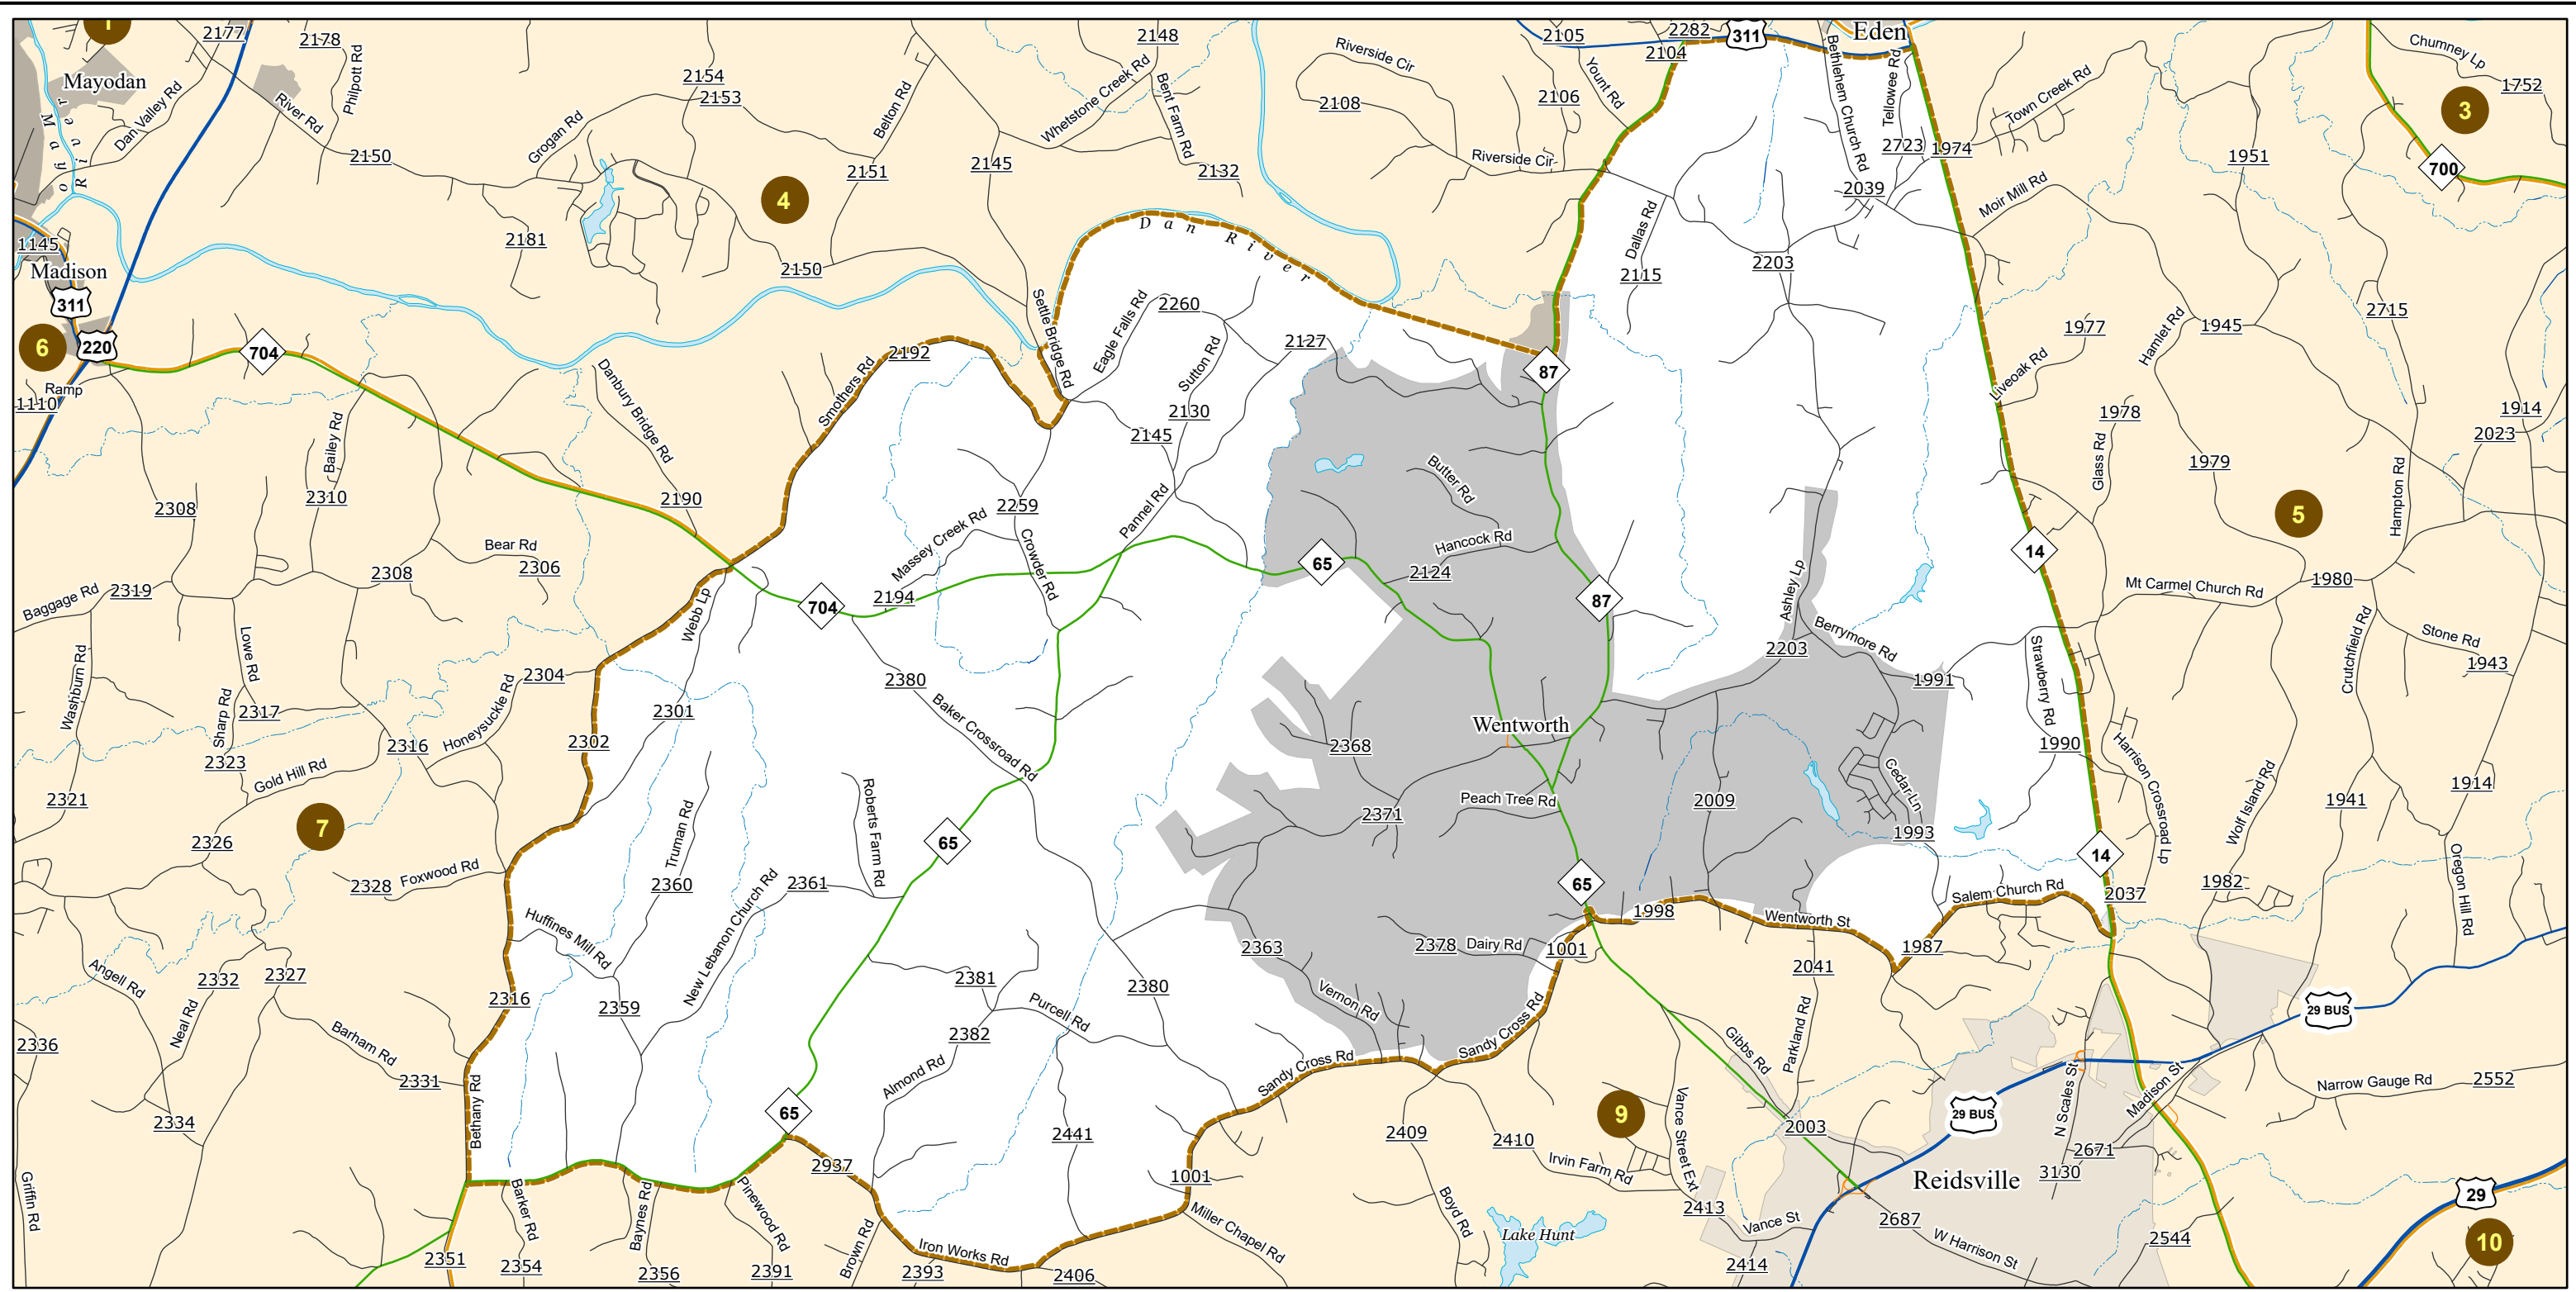 1
2177
2178
Philpott Rd
Mayodan
Mayo River
Dan Valley Rd
River Rd
2150
Grogan Rd
2154
2153
Belton Rd
2151
4
2145
2148
Whetstone Creek Rd
Bent Farm Rd
2132
Riverside Cir
2108
Riverside Cir
2105
2106
Yount Rd
2282
2104
311
Eden
Bethlehem Church Rd
Tellowee Rd
2723
1974
2039
Town Creek Rd
Moir Mill Rd
1951
Chumney Lp
1752
3
700
1145
Madison
311
220
6
Ramp
1110
704
2181
2150
Dan River
Settle Bridge Rd
Eagle Falls Rd
2260
Sutton Rd
2127
2130
2145
Dallas Rd
2115
2203
87
1977
Liveoak Rd
Hamlet Rd
1945
2715
1914
2023
1978
Glass Rd
1979
Hampton Rd
5
2192
Smothers Rd
Danbury Bridge Rd
2190
Bailey Rd
2310
2308
Bear Rd
2306
2308
Baggage Rd
2319
2259
Massey Creek Rd
Crowder Rd
Pannel Rd
2194
704
65
Butter Rd
Hancock Rd
2124
87
Ashley Lp
Berrymore Rd
2203
1991
14
Mt Carmel Church Rd
1980
Stone Rd
1943
Crutchfield Rd
Strawberry Rd
1990
Harrison Crossroad Lp
Washburn Rd
Lowe Rd
Sharp Rd
2317
2323
2316
Honeysuckle Rd
2304
2302
Webb Lp
2301
2380
Baker Crossroad Rd
2368
Wentworth
2371
Peach Tree Rd
2009
Cedar Ln
1993
2321
Gold Hill Rd
7
2326
2328
Foxwood Rd
Truman Rd
2360
Roberts Farm Rd
2361
New Lebanon Church Rd
65
65
14
2037
Wolf Island Rd
1982
1941
1914
Oregon Hill Rd
Huffines Mill Rd
2359
2316
2381
2382
Purcell Rd
2380
2363
Vernon Rd
2378
Dairy Rd
1001
1998
Wentworth St
Salem Church Rd
1987
2041
Parkland Rd
Gibbs Rd
Angell Rd
Neal Rd
2332
2327
Barham Rd
2331
2336
2334
Griffin Rd
Bethany Rd
65
Almond Rd
2441
Sandy Cross Rd
Sandy Cross Rd
29 BUS
29 BUS
Narrow Gauge Rd
2552
N Scales St
Madison St
2671
3130
Reidsville
29
10
9
Vance Street Ext
2003
2409
2410
Irvin Farm Rd
2413
Vance St
2414
2687
W Harrison St
2544
Boyd Rd
Lake Hunt
1001
Miller Chapel Rd
2937
Iron Works Rd
2393
2406
Brown Rd
Pinewood Rd
2391
Baynes Rd
2356
Barker Rd
2354
2351